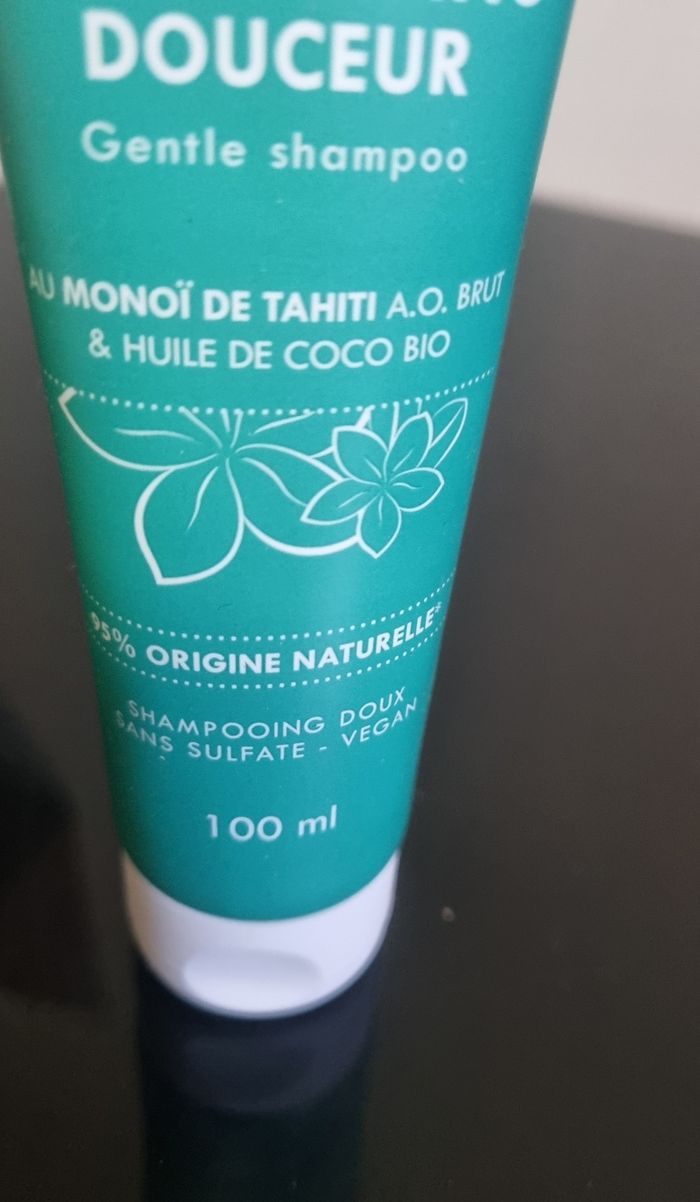 DOUCEUR
Gentle shampoo
AU MONOÏ DE TAHITI A.O. BRUT
& HUILE DE COCO BIO
95% ORIGINE NATURELLE*
SHAMPOOING DOUX
SANS SULFATE - VEGAN
100 ml